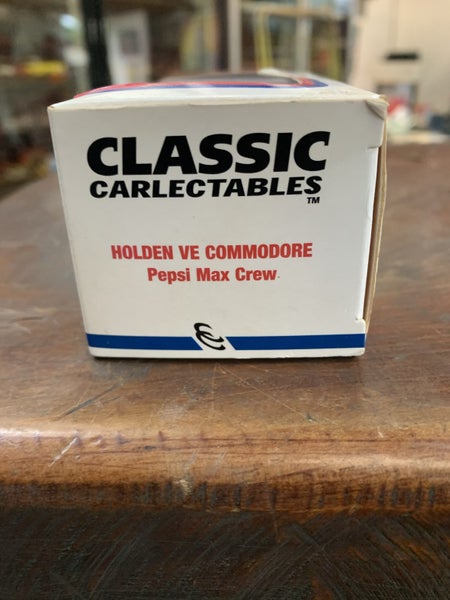 CLASSIC
CARLECTABLES
TM
HOLDEN VE COMMODORE
Pepsi Max Crew